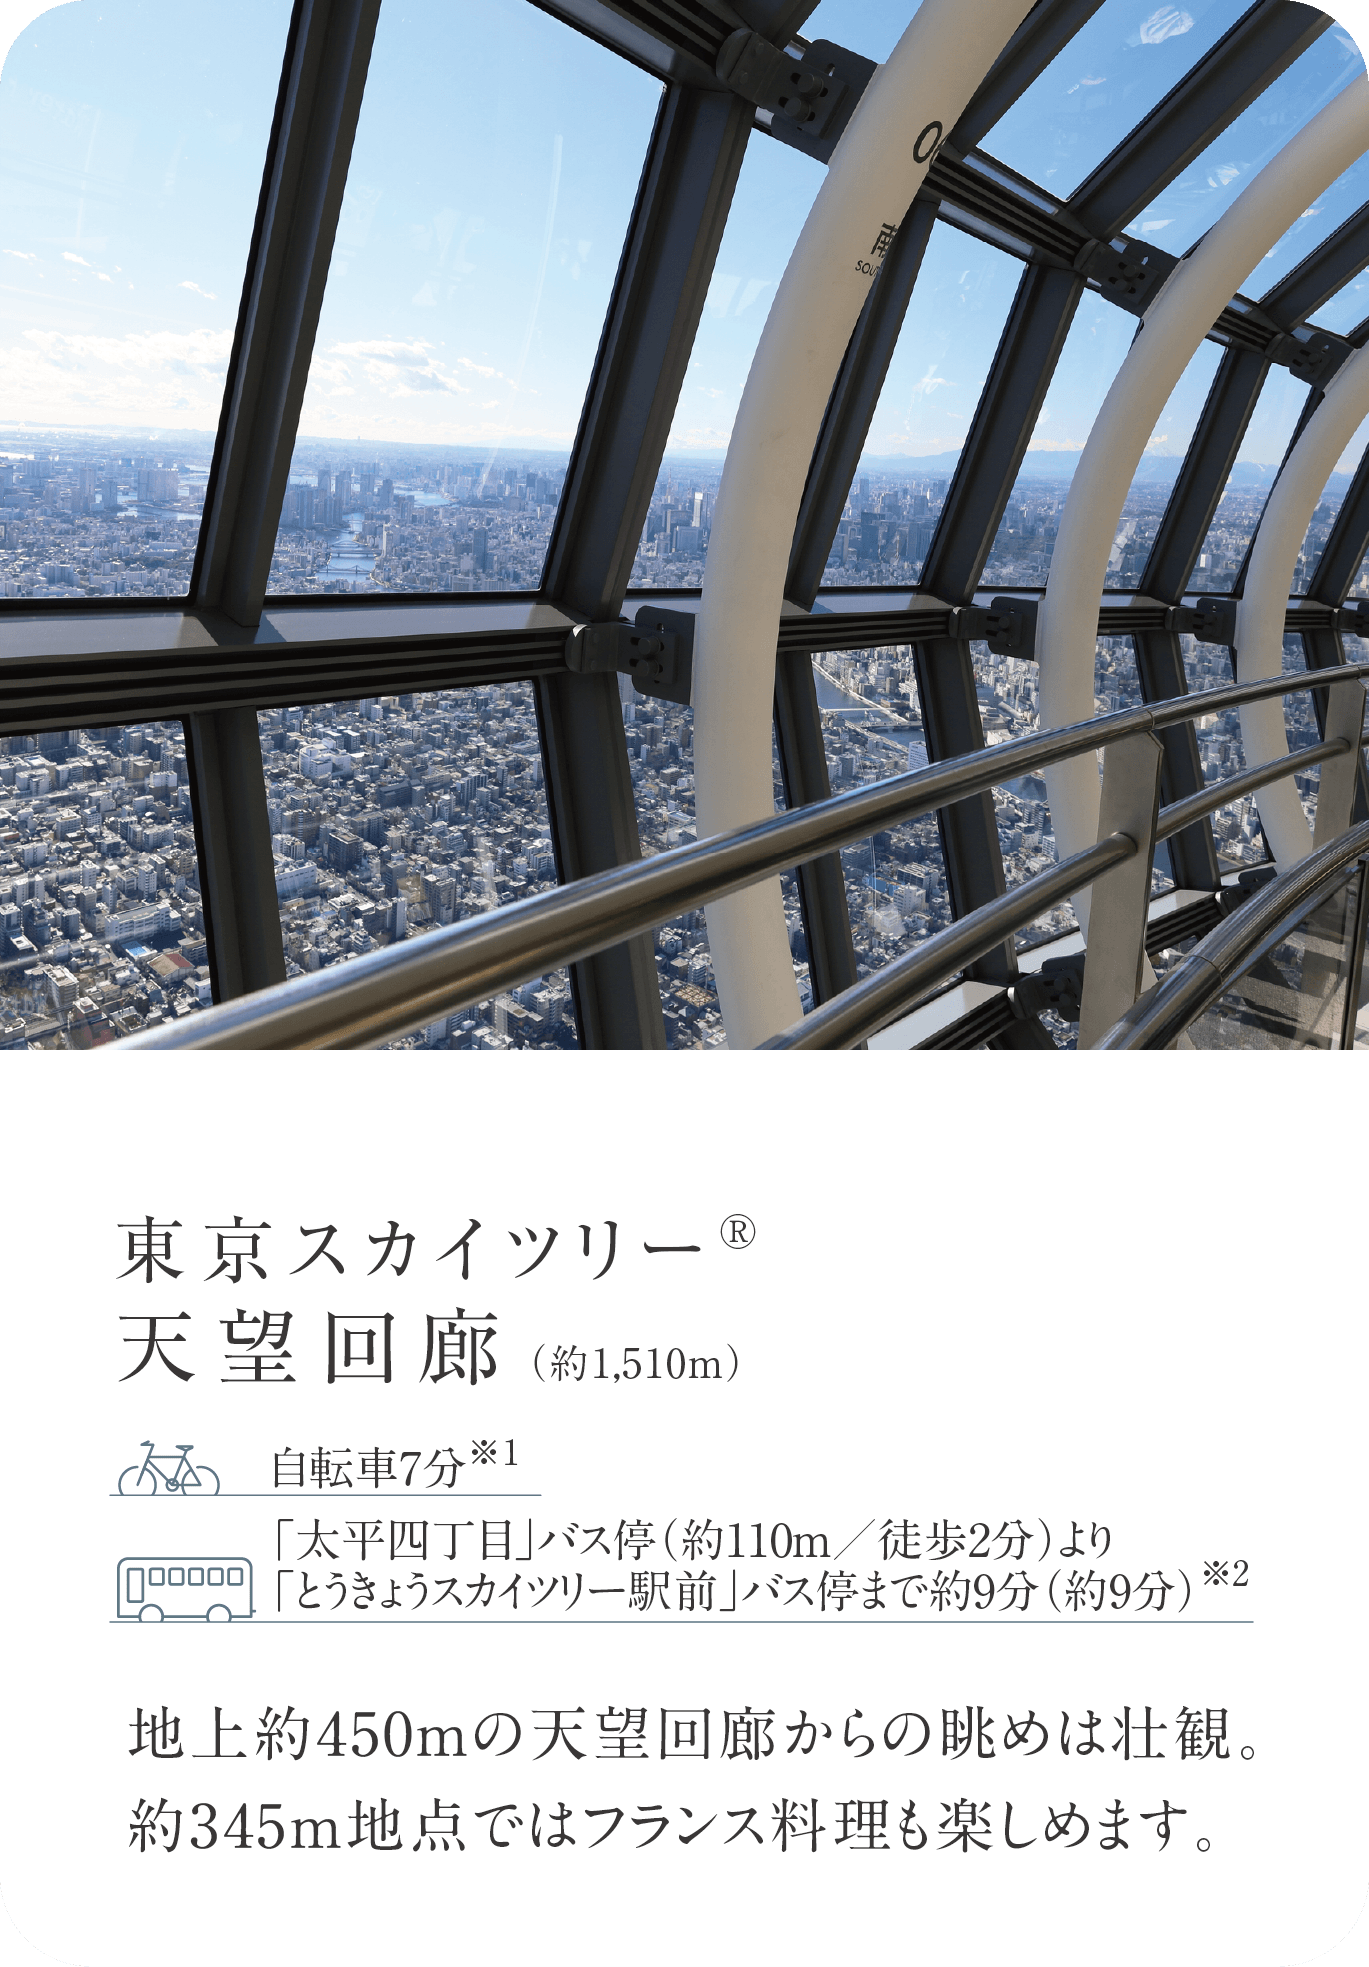 東京スカイツリー®
天望回廊（約1,510m）
自転車7分※1
「太平四丁目」バス停（約110m／徒歩2分）より
「とうきょうスカイツリー駅前」バス停まで約9分（約9分）※2
地上約450mの天望回廊からの眺めは壮観。
約345m地点ではフランス料理も楽しめます。